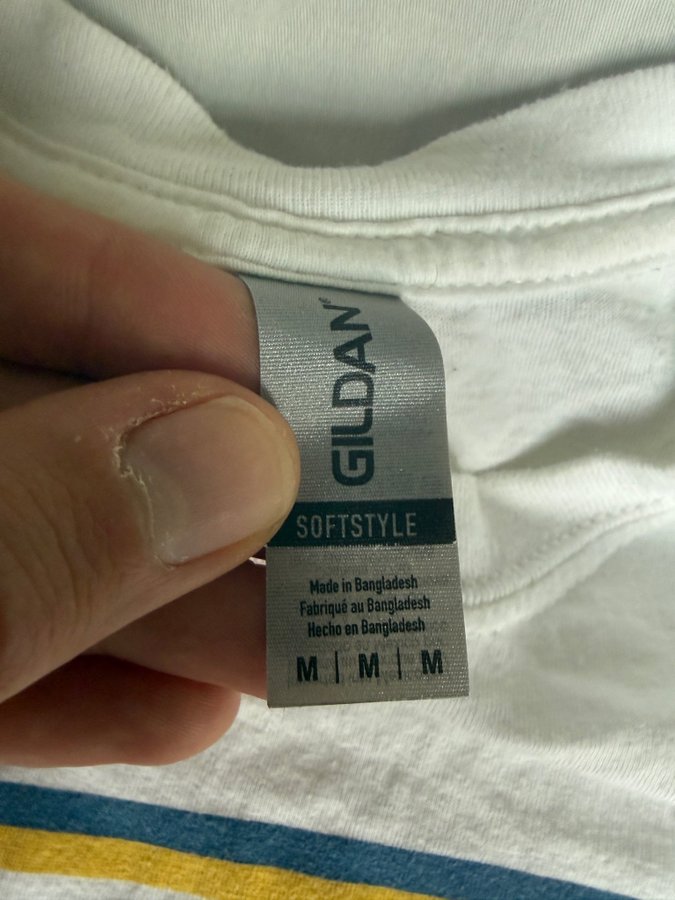 GILDAN®
SOFTSTYLE
Made in Bangladesh
Fabriqué au Bangladesh
Hecho en Bangladesh
M | M | M